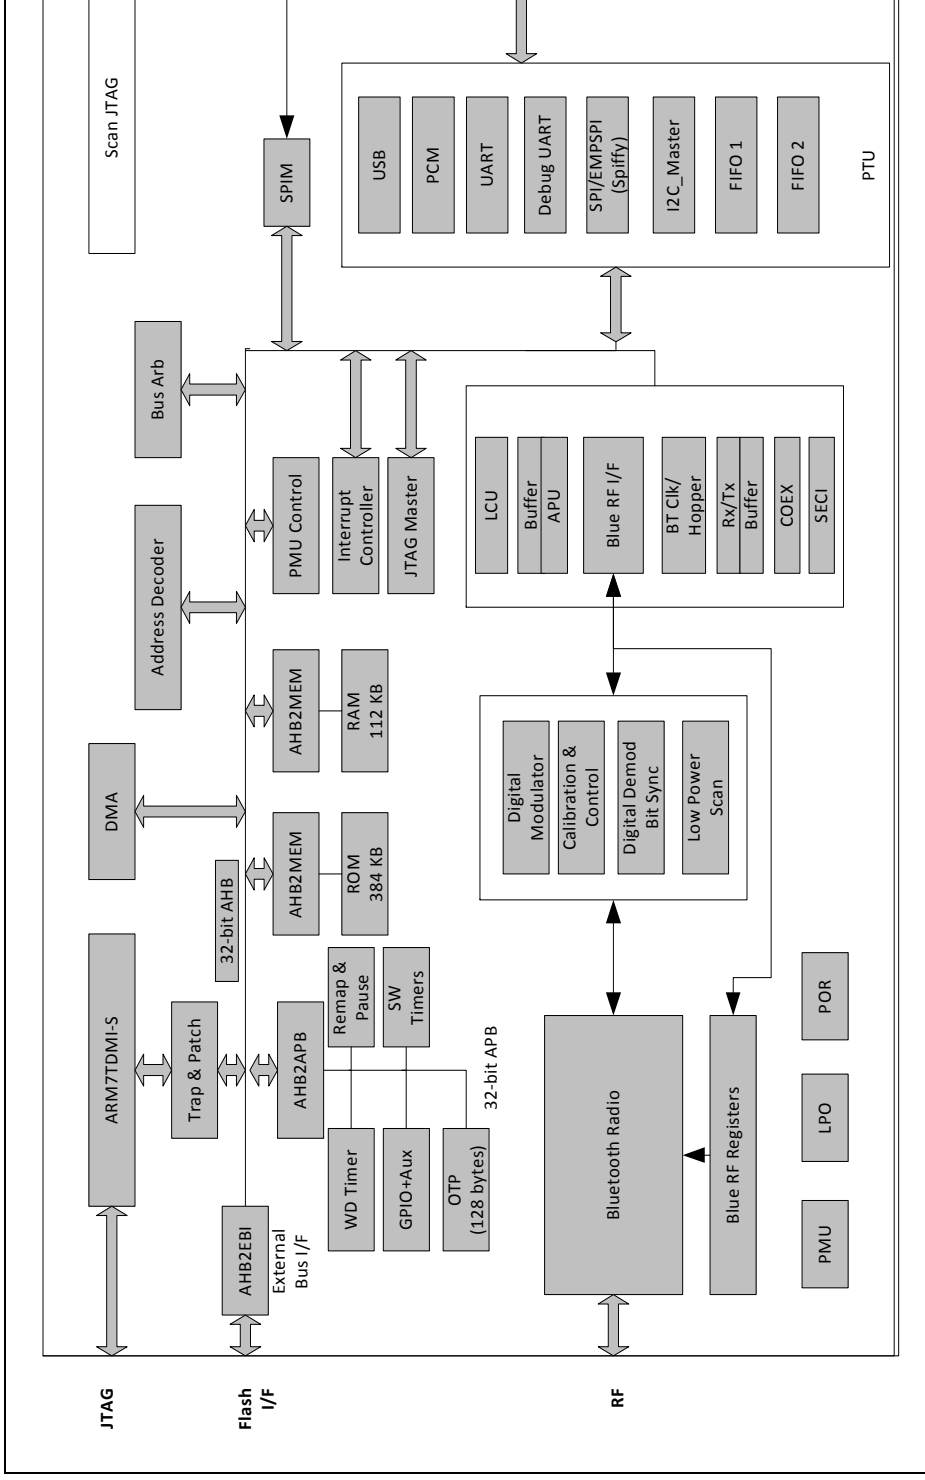 JTAG
Flash
I/F
RF
ARM7TDMI-S
DMA
Scan JTAG
Address Decoder
Bus Arb
Trap & Patch
32-bit AHB
AHB2EBI
External
Bus I/F
AHB2APB
AHB2MEM
AHB2MEM
PMU Control
SPIM
Remap &
Pause
SW
Timers
WD Timer
GPIO+Aux
OTP
(128 bytes)
32-bit APB
ROM
384 KB
RAM
112 KB
Interrupt
Controller
JTAG Master
USB
PCM
UART
Debug UART
SPI/EMPSPI
(Spiffy)
I2C_Master
FIFO 1
FIFO 2
PTU
LCU
Buffer
APU
Blue RF I/F
BT Clk/
Hopper
Rx/Tx
Buffer
COEX
SECI
Digital
Modulator
Calibration &
Control
Digital Demod
Bit Sync
Low Power
Scan
Bluetooth Radio
Blue RF Registers
PMU
LPO
POR